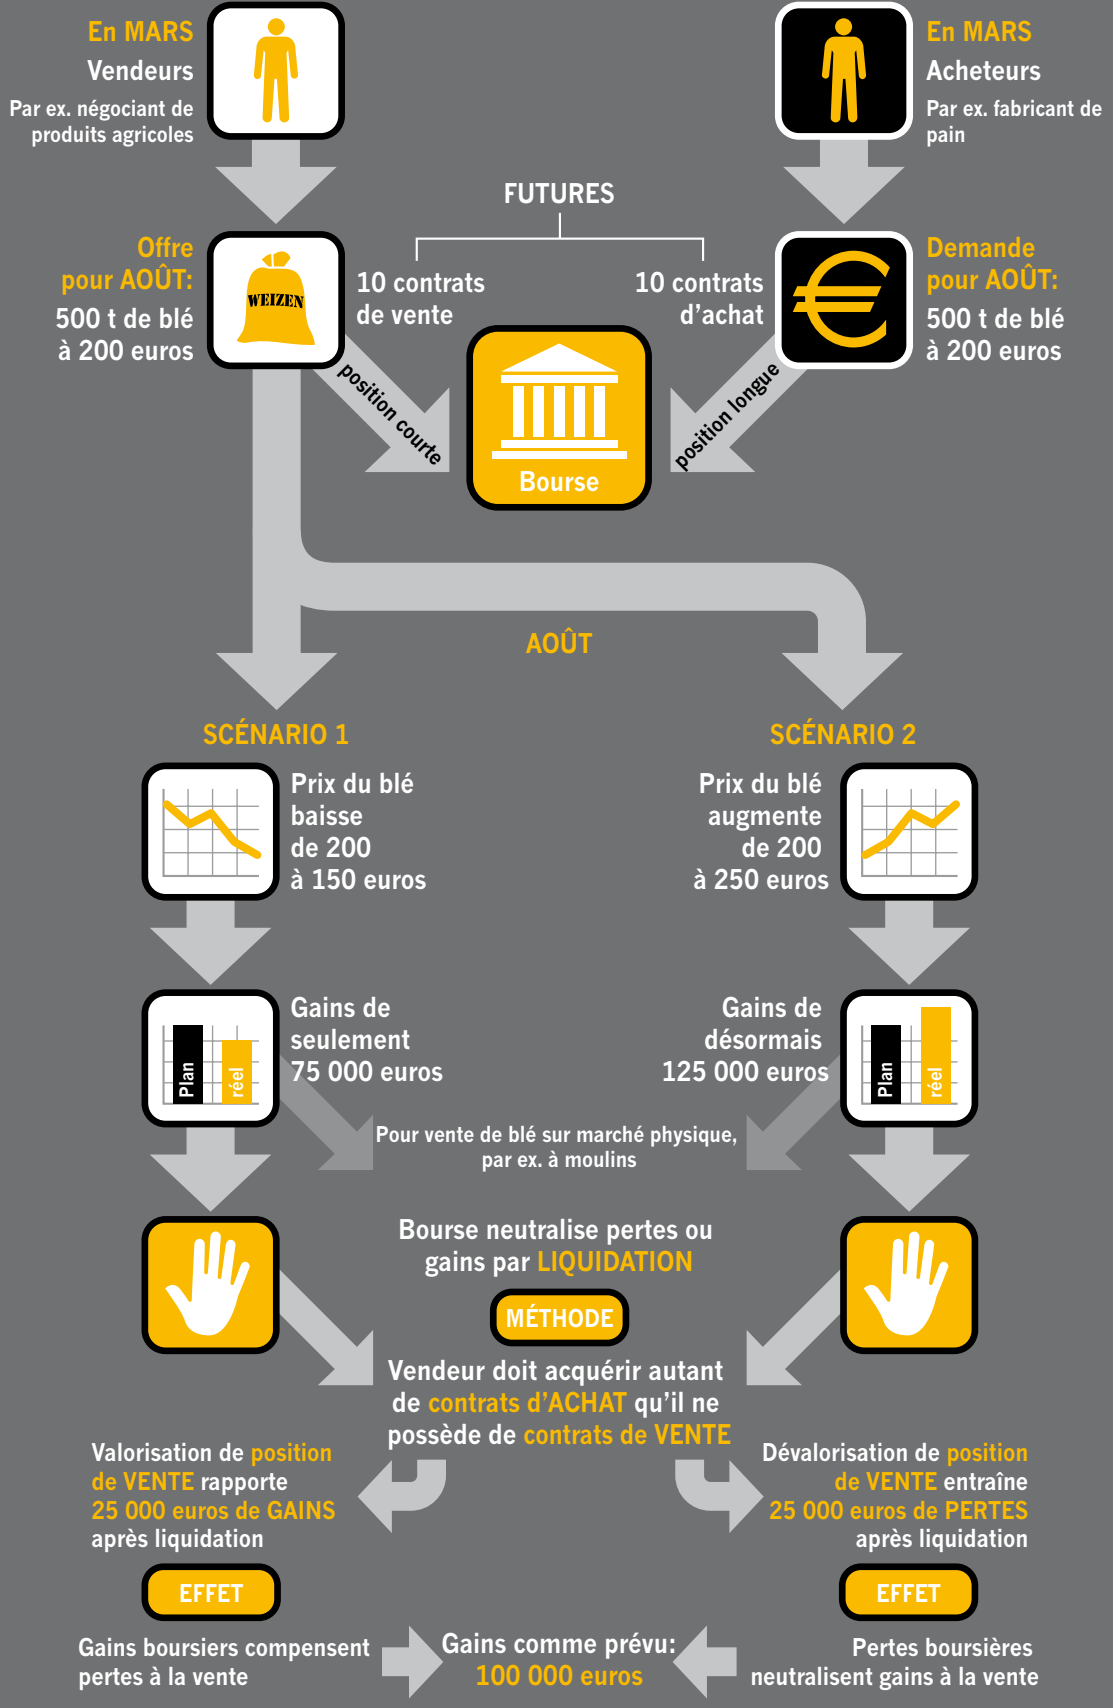 En MARS
Vendeurs
Par ex. négociant de
produits agricoles
En MARS
Acheteurs
Par ex. fabricant de
pain
FUTURES
10 contrats
de vente
10 contrats
d’achat
Offre
pour AOÛT:
500 t de blé
à 200 euros
WEIZEN
Demande
pour AOÛT:
500 t de blé
à 200 euros
position courte
position longue
Bourse
AOÛT
SCÉNARIO 1
Prix du blé
baisse
de 200
à 150 euros
SCÉNARIO 2
Prix du blé
augmente
de 200
à 250 euros
Plan
réel
Gains de
seulement
75 000 euros
Gains de
désormais
125 000 euros
Plan
réel
Pour vente de blé sur marché physique,
par ex. à moulins
Bourse neutralise pertes ou
gains par LIQUIDATION
MÉTHODE
Vendeur doit acquérir autant
de contrats d’ACHAT qu’il ne
possède de contrats de VENTE
Valorisation de position
de VENTE rapporte
25 000 euros de GAINS
après liquidation
Dévalorisation de position
de VENTE entraîne
25 000 euros de PERTES
après liquidation
EFFET
EFFET
Gains boursiers compensent
pertes à la vente
Gains comme prévu:
100 000 euros
Pertes boursières
neutralisent gains à la vente